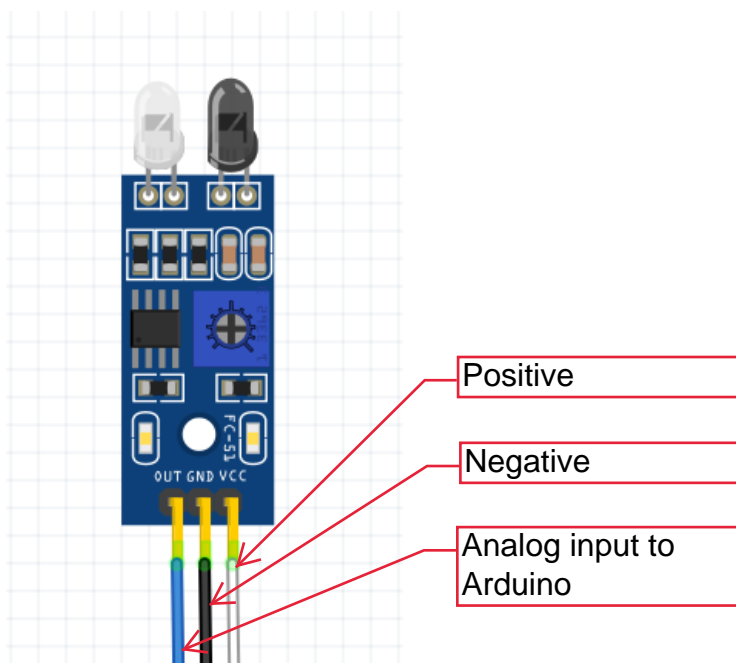 FC-51
OUT GND VCC
Positive
Negative
Analog input to
Arduino